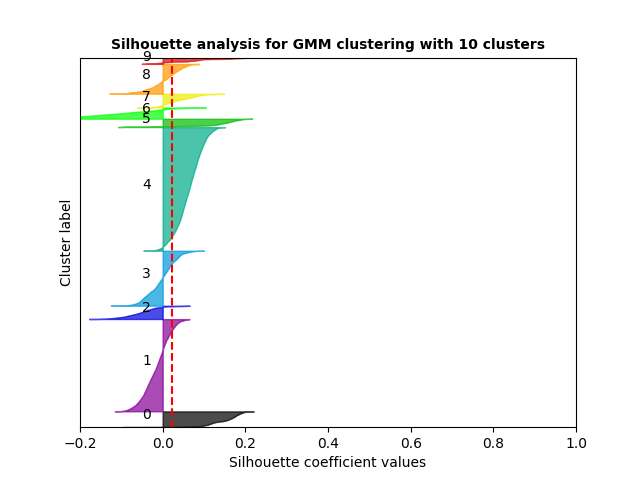 Silhouette analysis for GMM clustering with 10 clusters
9
8
7
6
5
4
3
2
1
0
Cluster label
−0.2 0.0 0.2 0.4 0.6 0.8 1.0
Silhouette coefficient values